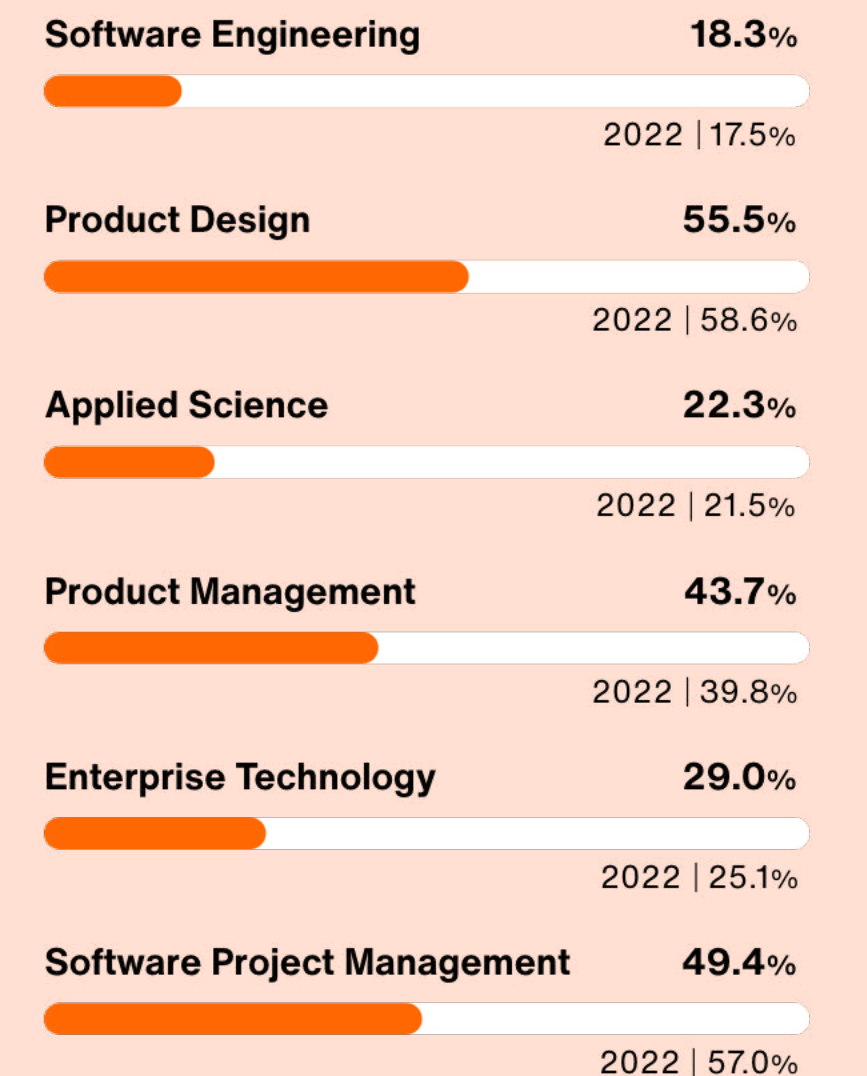 Software Engineering 18.3%
2022 | 17.5%
Product Design 55.5%
2022 | 58.6%
Applied Science 22.3%
2022 | 21.5%
Product Management 43.7%
2022 | 39.8%
Enterprise Technology 29.0%
2022 | 25.1%
Software Project Management 49.4%
2022 | 57.0%